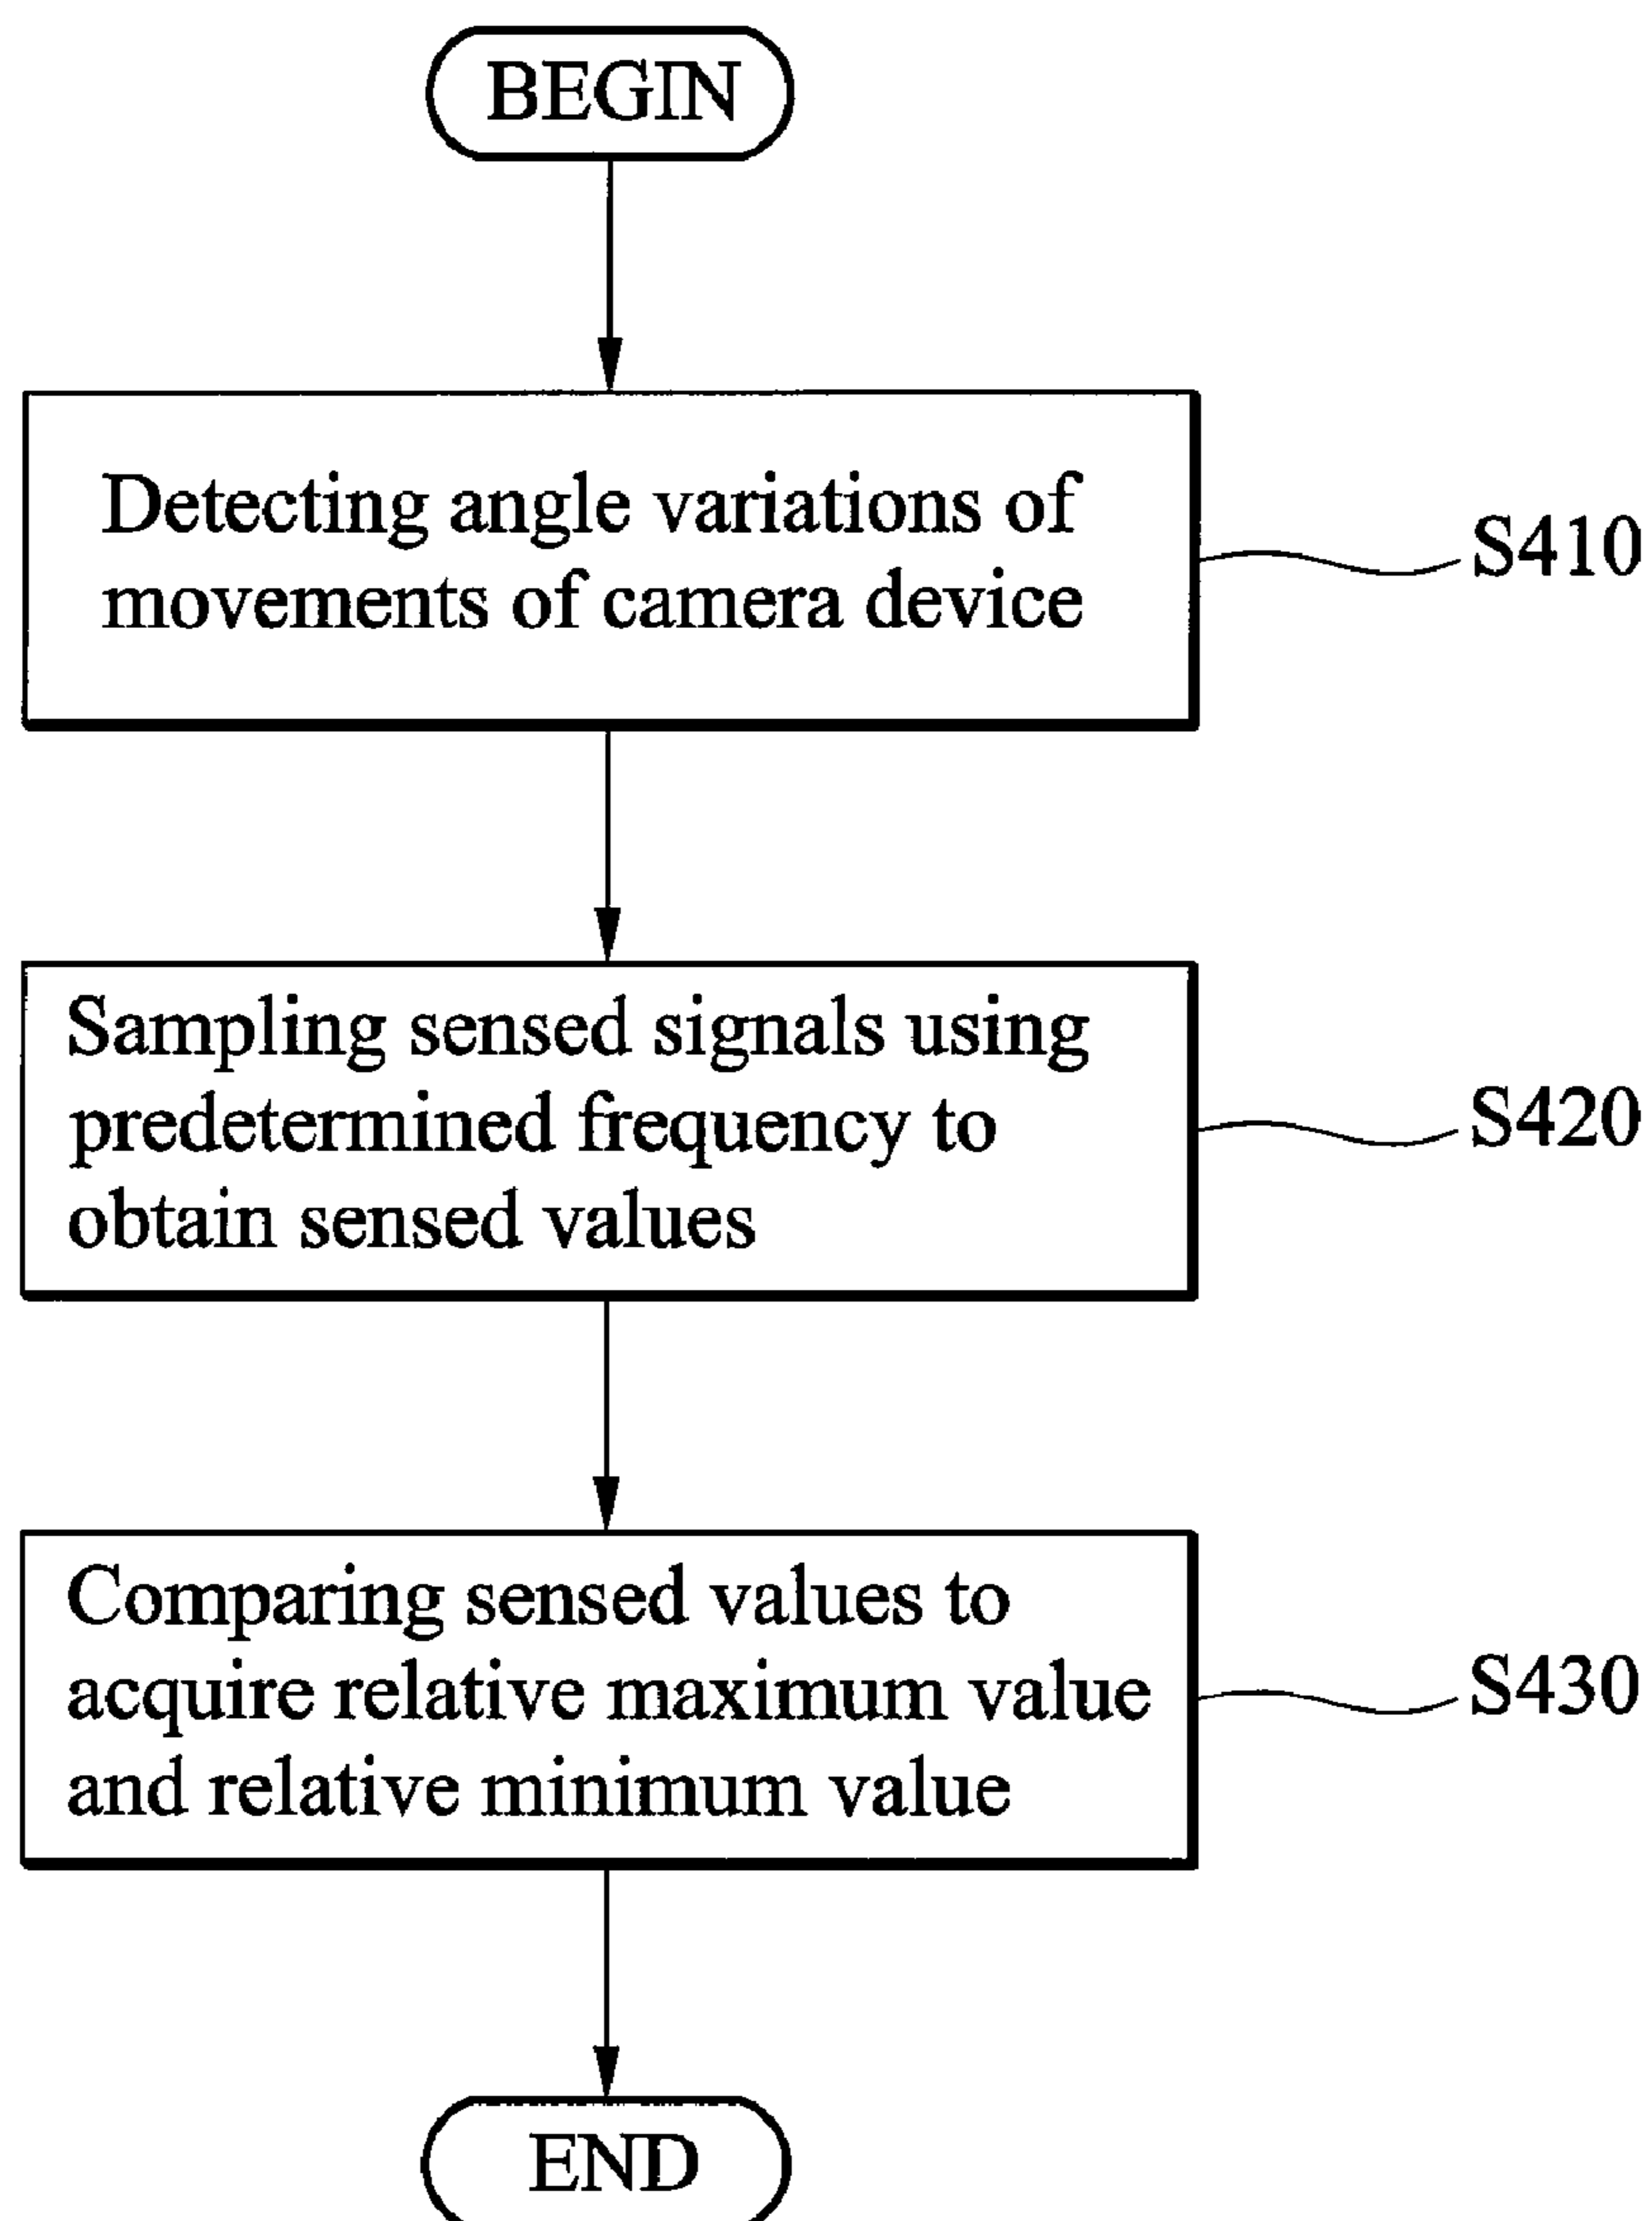 BEGIN
Detecting angle variations of
movements of camera device
S410
Sampling sensed signals using
predetermined frequency to
obtain sensed values
S420
Comparing sensed values to
acquire relative maximum value
and relative minimum value
S430
END